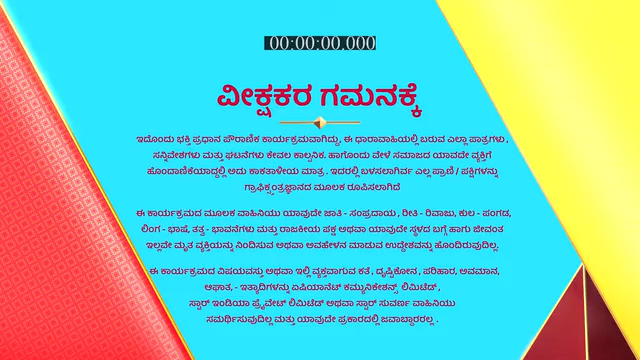 00:00:00.000
ವೀಕ್ಷಕರ ಗಮನಕ್ಕೆ
ಇದೊಂದು ಭಕ್ತಿ ಪ್ರಧಾನ ಪೌರಾಣಿಕ ಕಾರ್ಯಕ್ರಮವಾಗಿದ್ದು, ಈ ಧಾರಾವಾಹಿಯಲ್ಲಿ ಬರುವ ಎಲ್ಲಾ ಪಾತ್ರಗಳು ,
ಸನ್ನಿವೇಶಗಳು ಮತ್ತು ಘಟನೆಗಳು ಕೇವಲ ಕಾಲ್ಪನಿಕ. ಹಾಗೊಂದು ವೇಳೆ ಸಮಾಜದ ಯಾವದೇ ವ್ಯಕ್ತಿಗೆ
ಹೊಂದಾಣಿಕೆಯಾದ್ದಲ್ಲಿ ಅದು ಕಾಕತಾಳೀಯ ಮಾತ್ರ . ಇದರಲ್ಲಿ ಬಳಸಲಾಗಿರ್ವ ಎಲ್ಲ ಪ್ರಾಣಿ / ಪಕ್ಷಿಗಳನ್ನು
ಗ್ರಾಫಿಕ್ಸ್ತಂತ್ರಜ್ಞಾನದ ಮೂಲಕ ರೂಪಿಸಲಾಗಿದೆ
ಈ ಕಾರ್ಯಕ್ರಮದ ಮೂಲಕ ವಾಹಿನಿಯು ಯಾವುದೇ ಜಾತಿ - ಸಂಪ್ರದಾಯ , ರೀತಿ - ರಿವಾಜು, ಕುಲ - ಪಂಗಡ,
ಲಿಂಗ - ಭಾಷೆ, ತತ್ವ - ಭಾವನೆಗಳು ಮತ್ತು ರಾಜಕೀಯ ಪಕ್ಷ ಅಥವಾ ಯಾವುದೇ ಸ್ಥಳದ ಬಗ್ಗೆ ಹಾಗು ಜೀವಂತ
ಇಲ್ಲವೇ ಮೃತ ವ್ಯಕ್ತಿಯನ್ನು ನಿಂದಿಸುವ ಅಥವಾ ಅವಹೇಳನ ಮಾಡುವ ಉದ್ದೇಶವನ್ನು ಹೊಂದಿರುವುದಿಲ್ಲ.
ಈ ಕಾರ್ಯಕ್ರಮದ ವಿಷಯವಸ್ತು ಅಥವಾ ಇಲ್ಲಿ ವ್ಯಕ್ತವಾಗುವ ಕತೆ , ದೃಷ್ಟಿಕೋನ , ಪರಿಹಾರ, ಅವಮಾನ,
ಆಘಾತ, - ಇತ್ಯಾದಿಗಳನ್ನು ಏಷಿಯಾನೆಟ್ ಕಮ್ಯುನಿಕೇಶನ್ಸ್ ಲಿಮಿಟೆಡ್ ,
ಸ್ಟಾರ್ ಇಂಡಿಯಾ ಪ್ರೈವೇಟ್ ಲಿಮಿಟೆಡ್ ಅಥವಾ ಸ್ಟಾರ್ ಸುವರ್ಣ ವಾಹಿನಿಯು
ಸಮರ್ಥಿಸುವುದಿಲ್ಲ ಮತ್ತು ಯಾವುದೇ ಪ್ರಕಾರದಲ್ಲಿ ಜವಾಬ್ದಾರರಲ್ಲ .